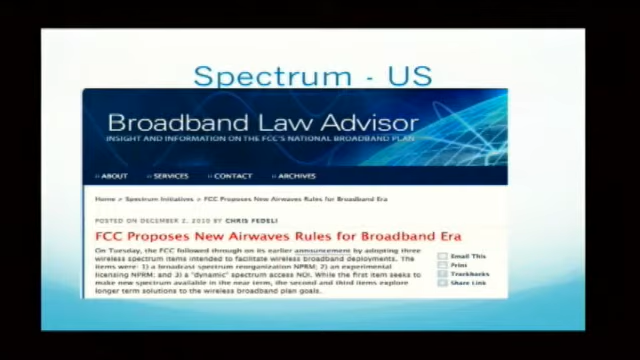 Spectrum - US
Broadband Law Advisor
INSIGHT AND INFORMATION ON THE FCC'S NATIONAL BROADBAND PLAN
ABOUT SERVICES CONTACT ARCHIVES
Home > Spectrum Initiatives > FCC Proposes New Airwaves Rules for Broadband Era
POSTED ON DECEMBER 2, 2010 BY CHRIS FEDELI
FCC Proposes New Airwaves Rules for Broadband Era
On Tuesday, the FCC followed through on its earlier announcement by adopting three
wireless spectrum items intended to facilitate wireless broadband deployments. The
items were: 1) a broadcast spectrum reorganization NPRM; 2) an experimental
licensing NPRM; and 3) a "dynamic" spectrum access NOI. While the first item seeks to
make new spectrum available in the near term, the second and third items explore
longer term solutions to the wireless broadband plan goals.
Email This
Print
Trackbacks
Share Link